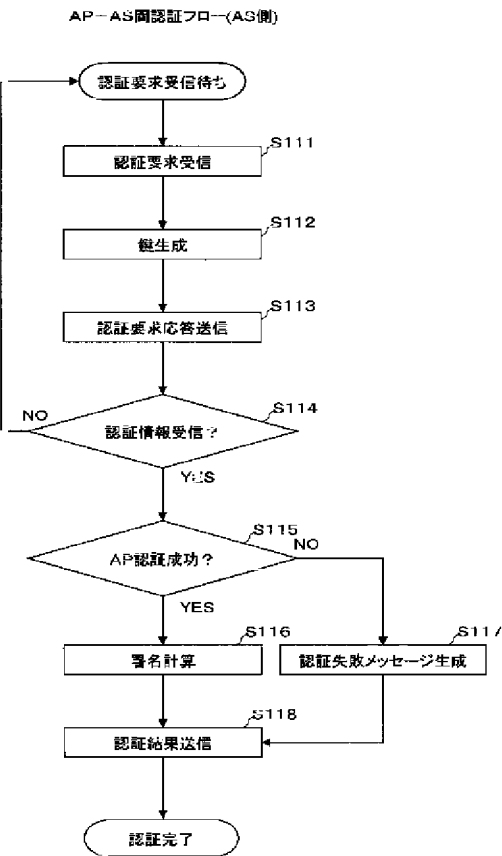 AP－AS間認証フロー(AS側)
認証要求受信待ち
S111
認証要求受信
S112
鍵生成
S113
認証要求応答送信
S114
NO
認証情報受信？
YES
S115
NO
AP認証成功？
YES
S116
署名計算
S117
認証失敗メッセージ生成
S118
認証結果送信
認証完了